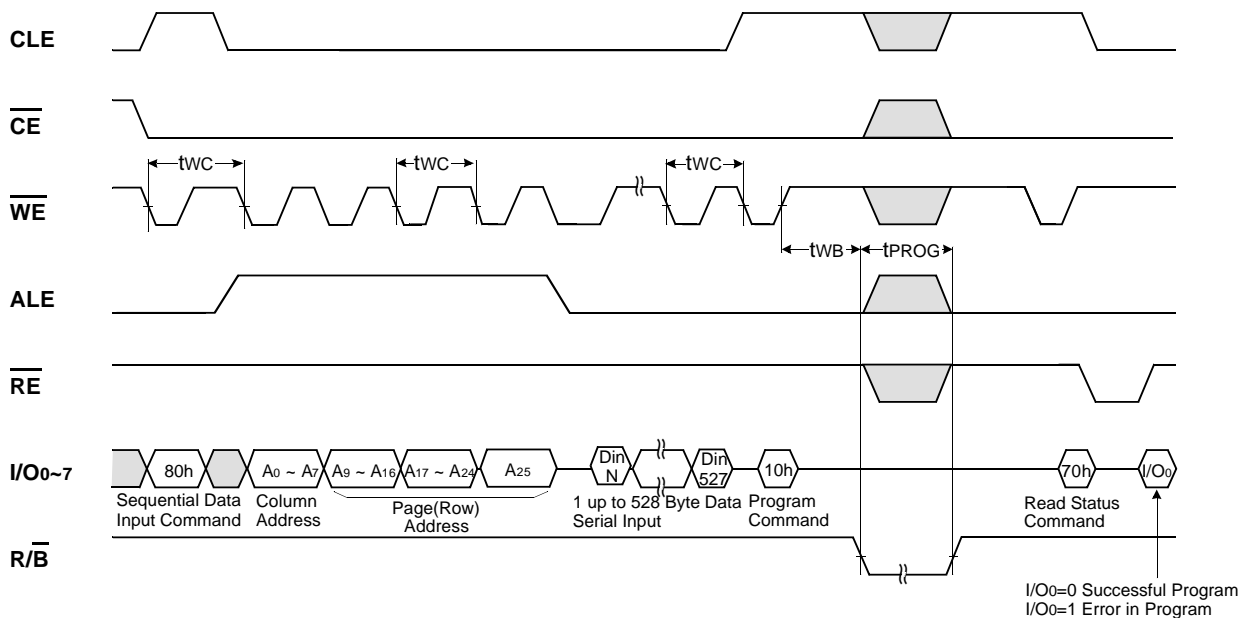 CLE
CE
tWC
tWC
tWC
WE
tWB
tPROG
ALE
RE
I/O0~7
80h
A0 ~ A7
A9 ~ A16
A17 ~ A24
A25
Din
N
Din
527
10h
70h
I/O0
Sequential Data
Input Command
Column
Address
Page(Row)
Address
1 up to 528 Byte Data
Serial Input
Program
Command
Read Status
Command
R/B
I/O0=0 Successful Program
I/O0=1 Error in Program